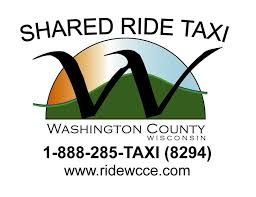 SHARED RIDE TAXI
W
WASHINGTON COUNTY
WISCONSIN
1-888-285-TAXI (8294)
www.ridewcce.com